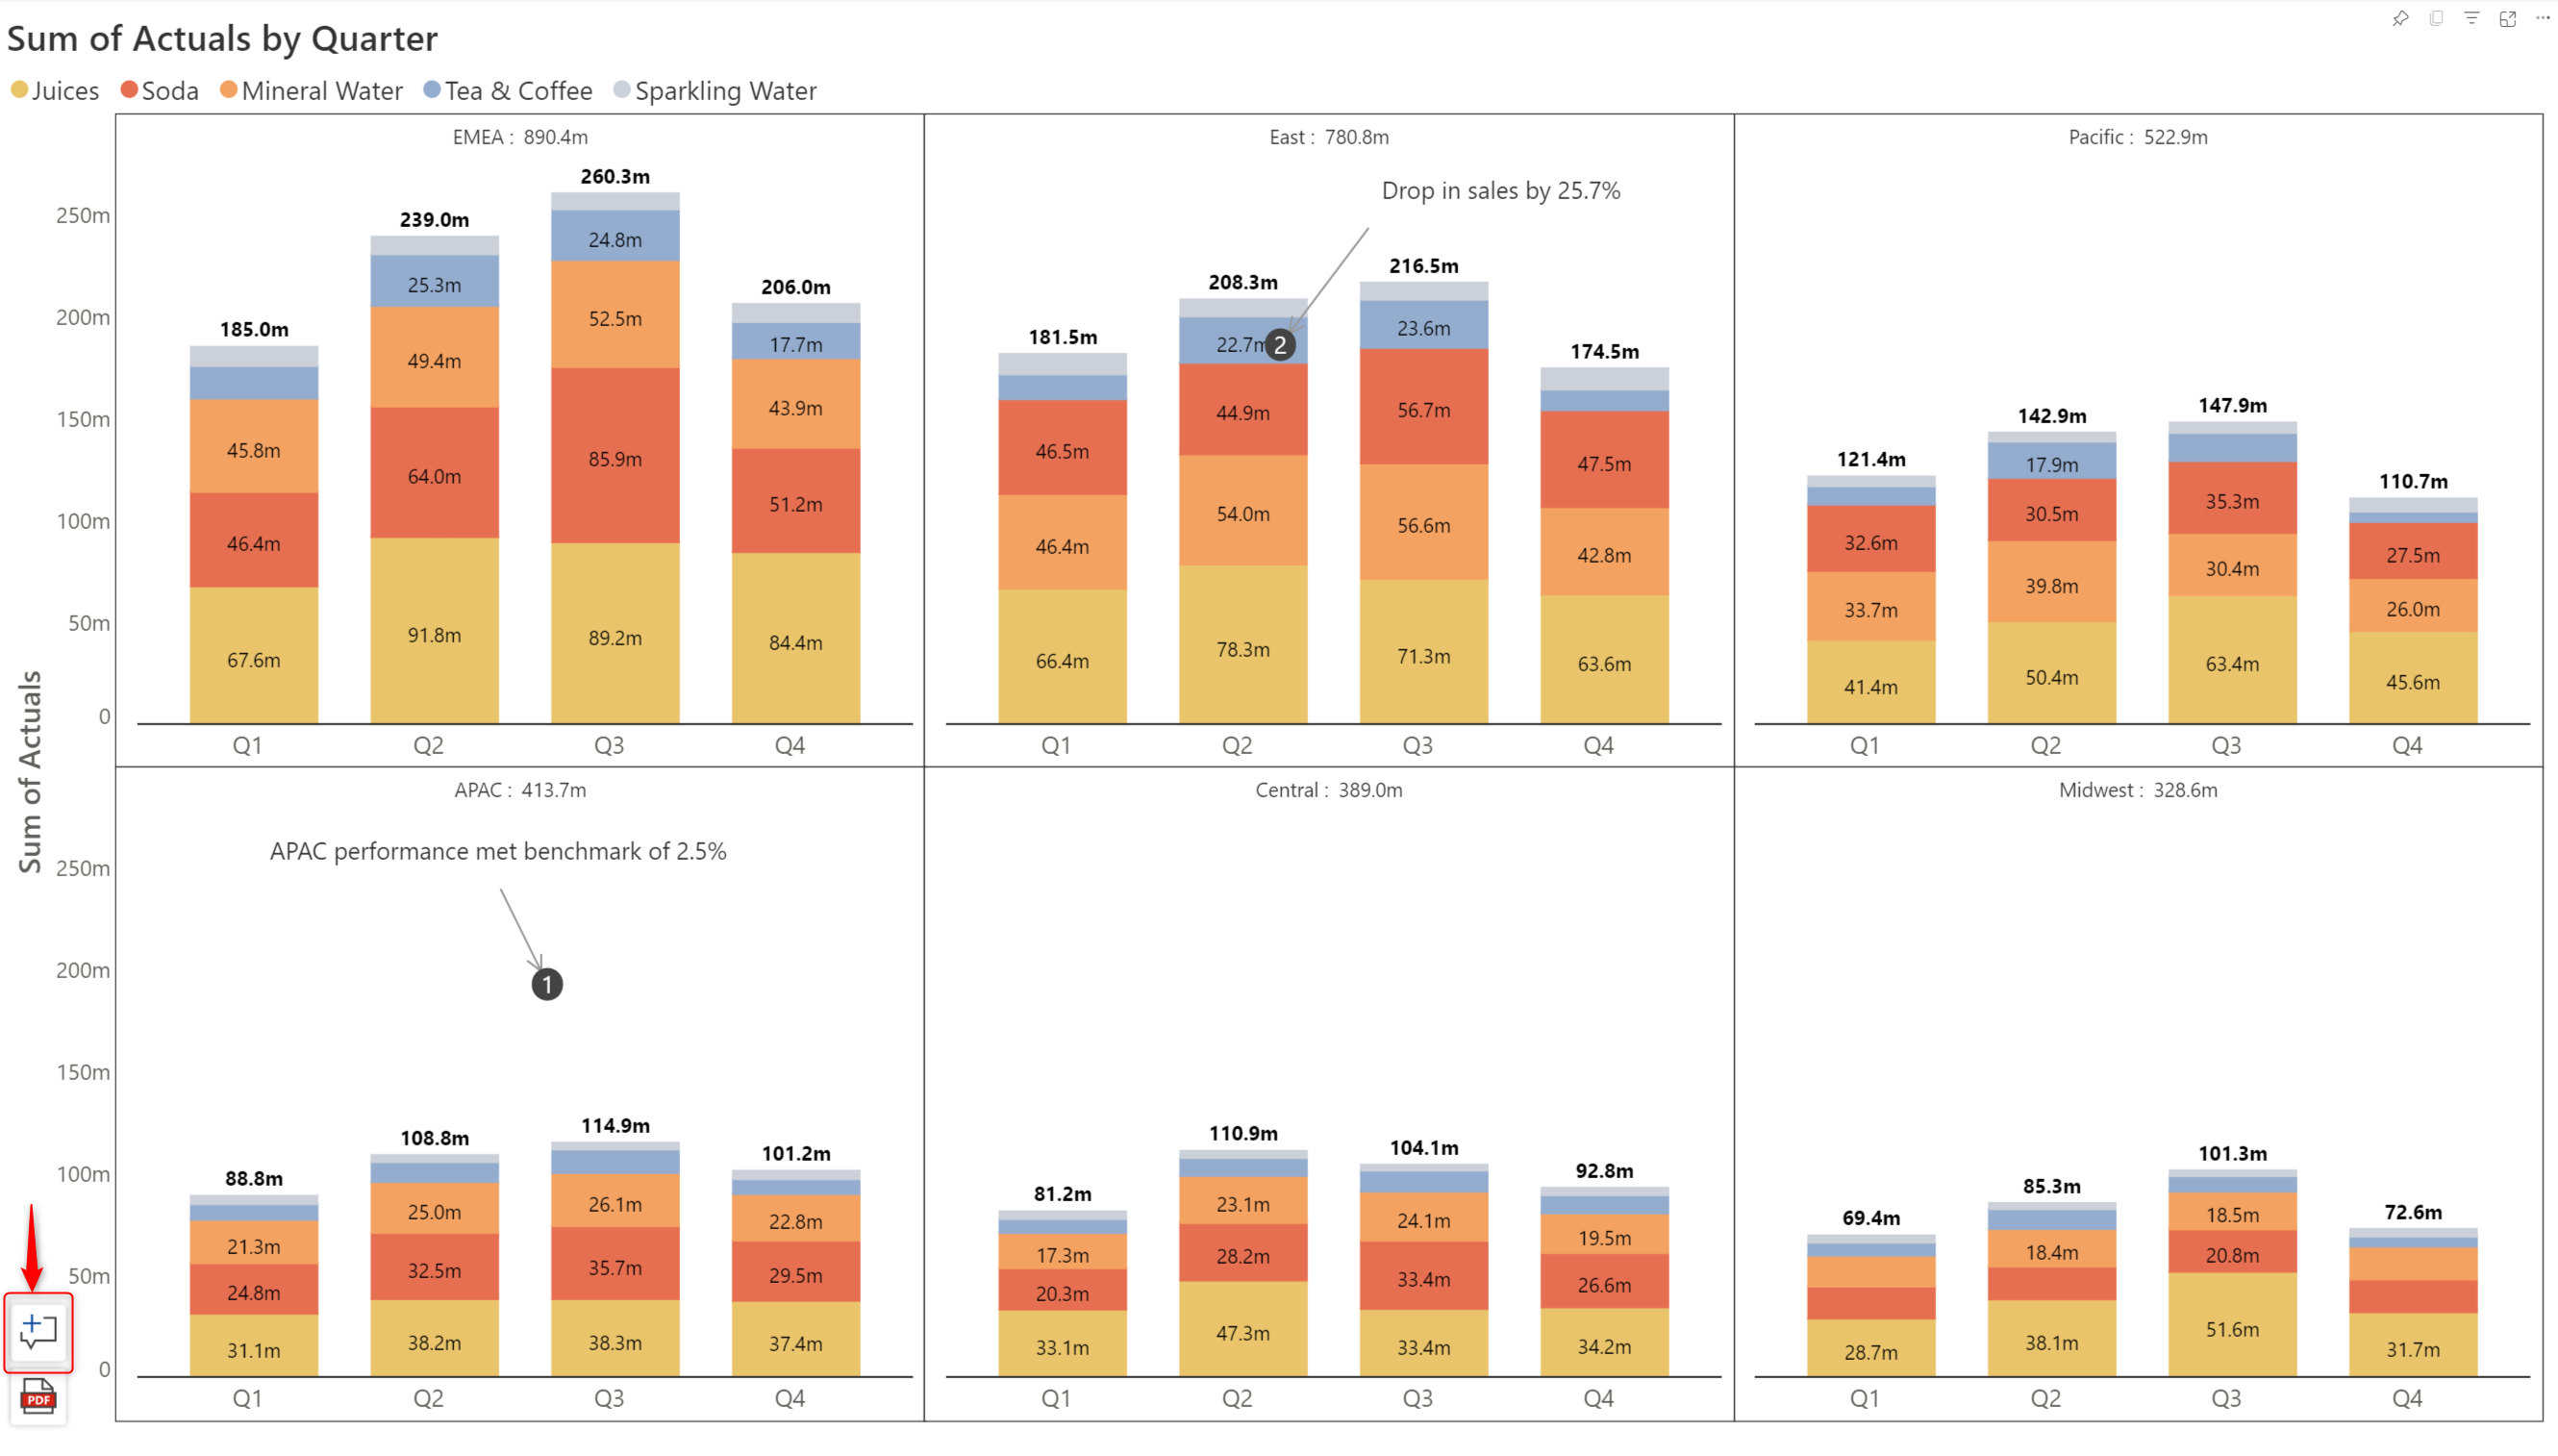 Sum of Actuals by Quarter
Juices Soda Mineral Water Tea & Coffee Sparkling Water
Sum of Actuals
EMEA : 890.4m
250m
200m
150m
100m
50m
0
185.0m
45.8m
46.4m
67.6m
239.0m
25.3m
49.4m
64.0m
91.8m
260.3m
24.8m
52.5m
85.9m
89.2m
206.0m
17.7m
43.9m
51.2m
84.4m
Q1 Q2 Q3 Q4
East : 780.8m
Drop in sales by 25.7%
181.5m
46.5m
46.4m
66.4m
208.3m
22.7m
2
44.9m
54.0m
78.3m
216.5m
23.6m
56.7m
56.6m
71.3m
174.5m
47.5m
42.8m
63.6m
Q1 Q2 Q3 Q4
Pacific : 522.9m
121.4m
32.6m
33.7m
41.4m
142.9m
17.9m
30.5m
39.8m
50.4m
147.9m
35.3m
30.4m
63.4m
110.7m
27.5m
26.0m
45.6m
Q1 Q2 Q3 Q4
APAC : 413.7m
APAC performance met benchmark of 2.5%
1
250m
200m
150m
100m
50m
0
88.8m
21.3m
24.8m
31.1m
108.8m
25.0m
32.5m
38.2m
114.9m
26.1m
35.7m
38.3m
101.2m
22.8m
29.5m
37.4m
Q1 Q2 Q3 Q4
Central : 389.0m
81.2m
17.3m
20.3m
33.1m
110.9m
23.1m
28.2m
47.3m
104.1m
24.1m
33.4m
33.4m
92.8m
19.5m
26.6m
34.2m
Q1 Q2 Q3 Q4
Midwest : 328.6m
69.4m
28.7m
85.3m
18.4m
38.1m
101.3m
18.5m
20.8m
51.6m
72.6m
31.7m
Q1 Q2 Q3 Q4
PDF